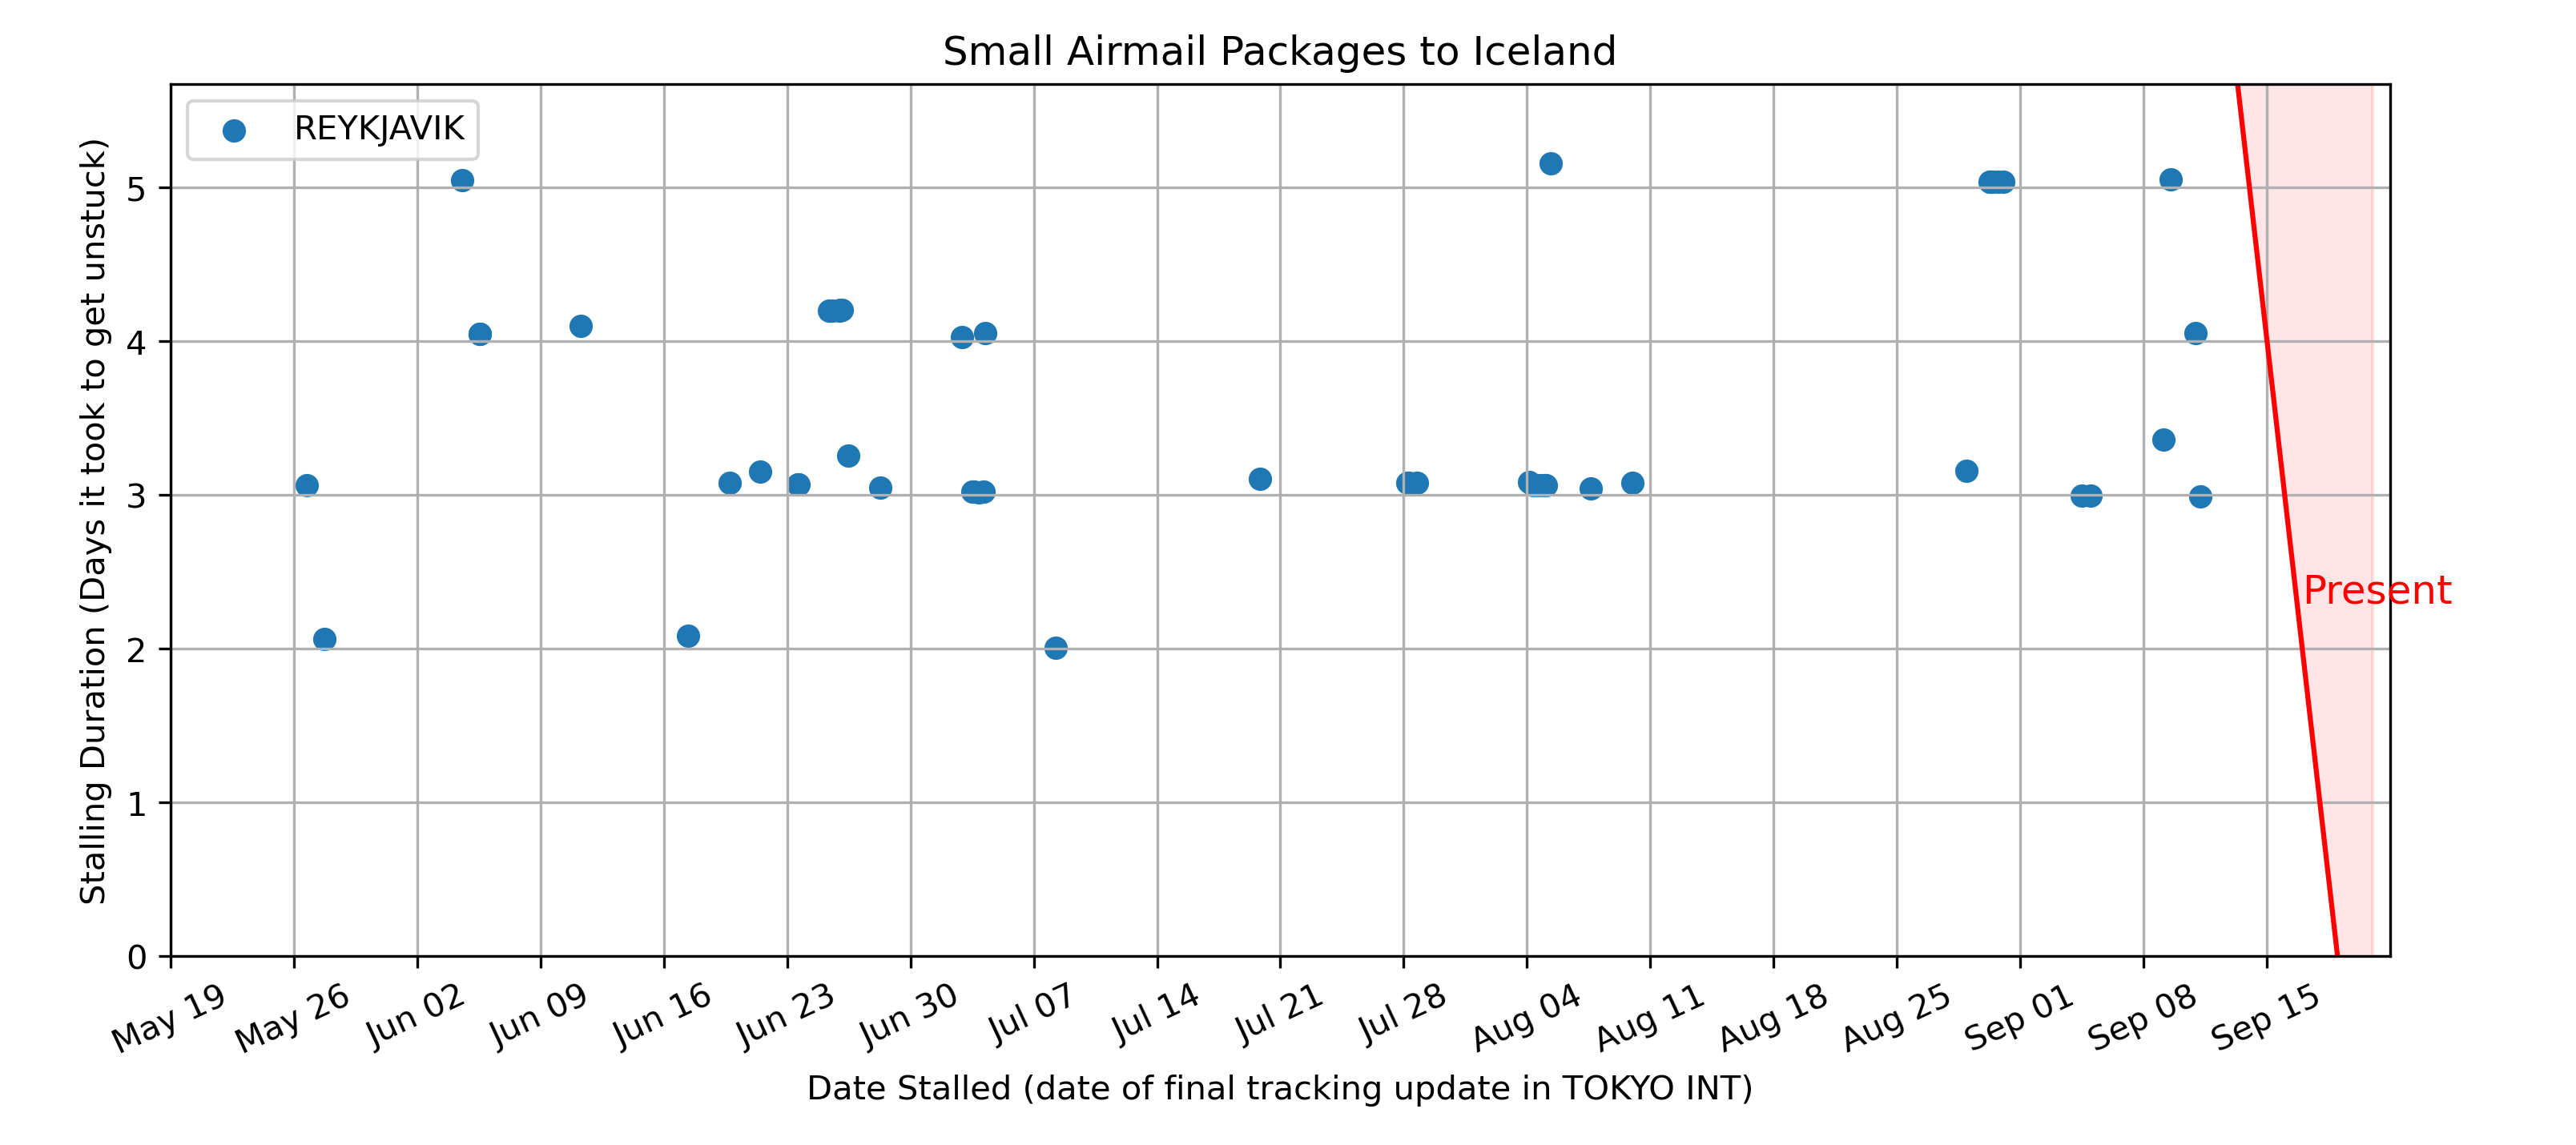 Small Airmail Packages to Iceland
REYKJAVIK
Stalling Duration (Days it took to get unstuck)
5
4
3
2
1
0
Present
May 19
May 26
Jun 02
Jun 09
Jun 16
Jun 23
Jun 30
Jul 07
Jul 14
Jul 21
Jul 28
Aug 04
Aug 11
Aug 18
Aug 25
Sep 01
Sep 08
Sep 15
Date Stalled (date of final tracking update in TOKYO INT)